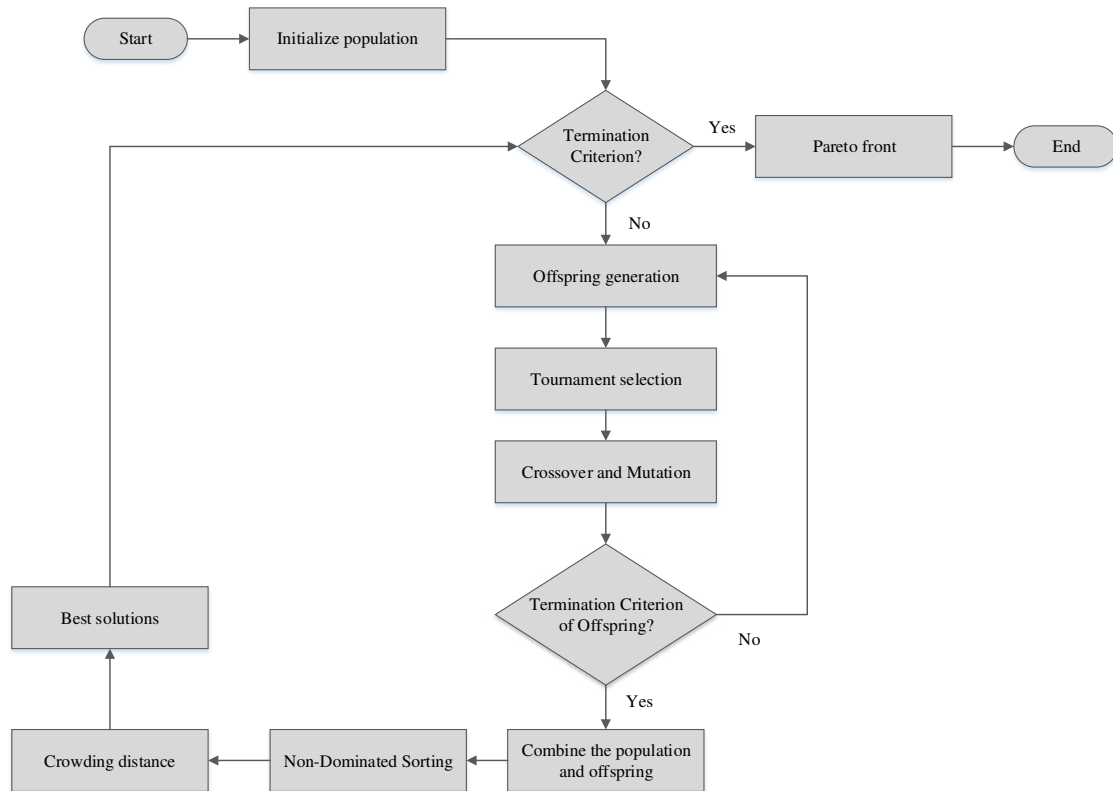 Start
Initialize population
Termination
Criterion?
Yes
Pareto front
End
No
Offspring generation
Tournament selection
Crossover and Mutation
Termination Criterion
of Offspring?
No
Yes
Combine the population
and offspring
Non-Dominated Sorting
Crowding distance
Best solutions